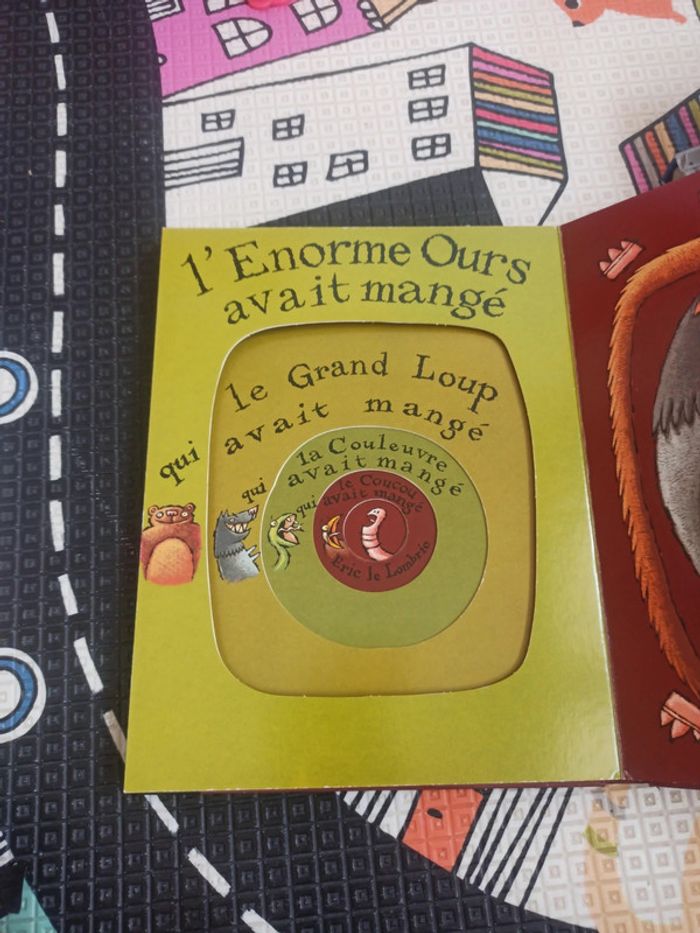 l'Enorme Ours
avait mangé
le Grand Loup
qui avait mangé
la Couleuvre
qui avait mangé
le Coucou
qui avait mangé
Eric le Lombric